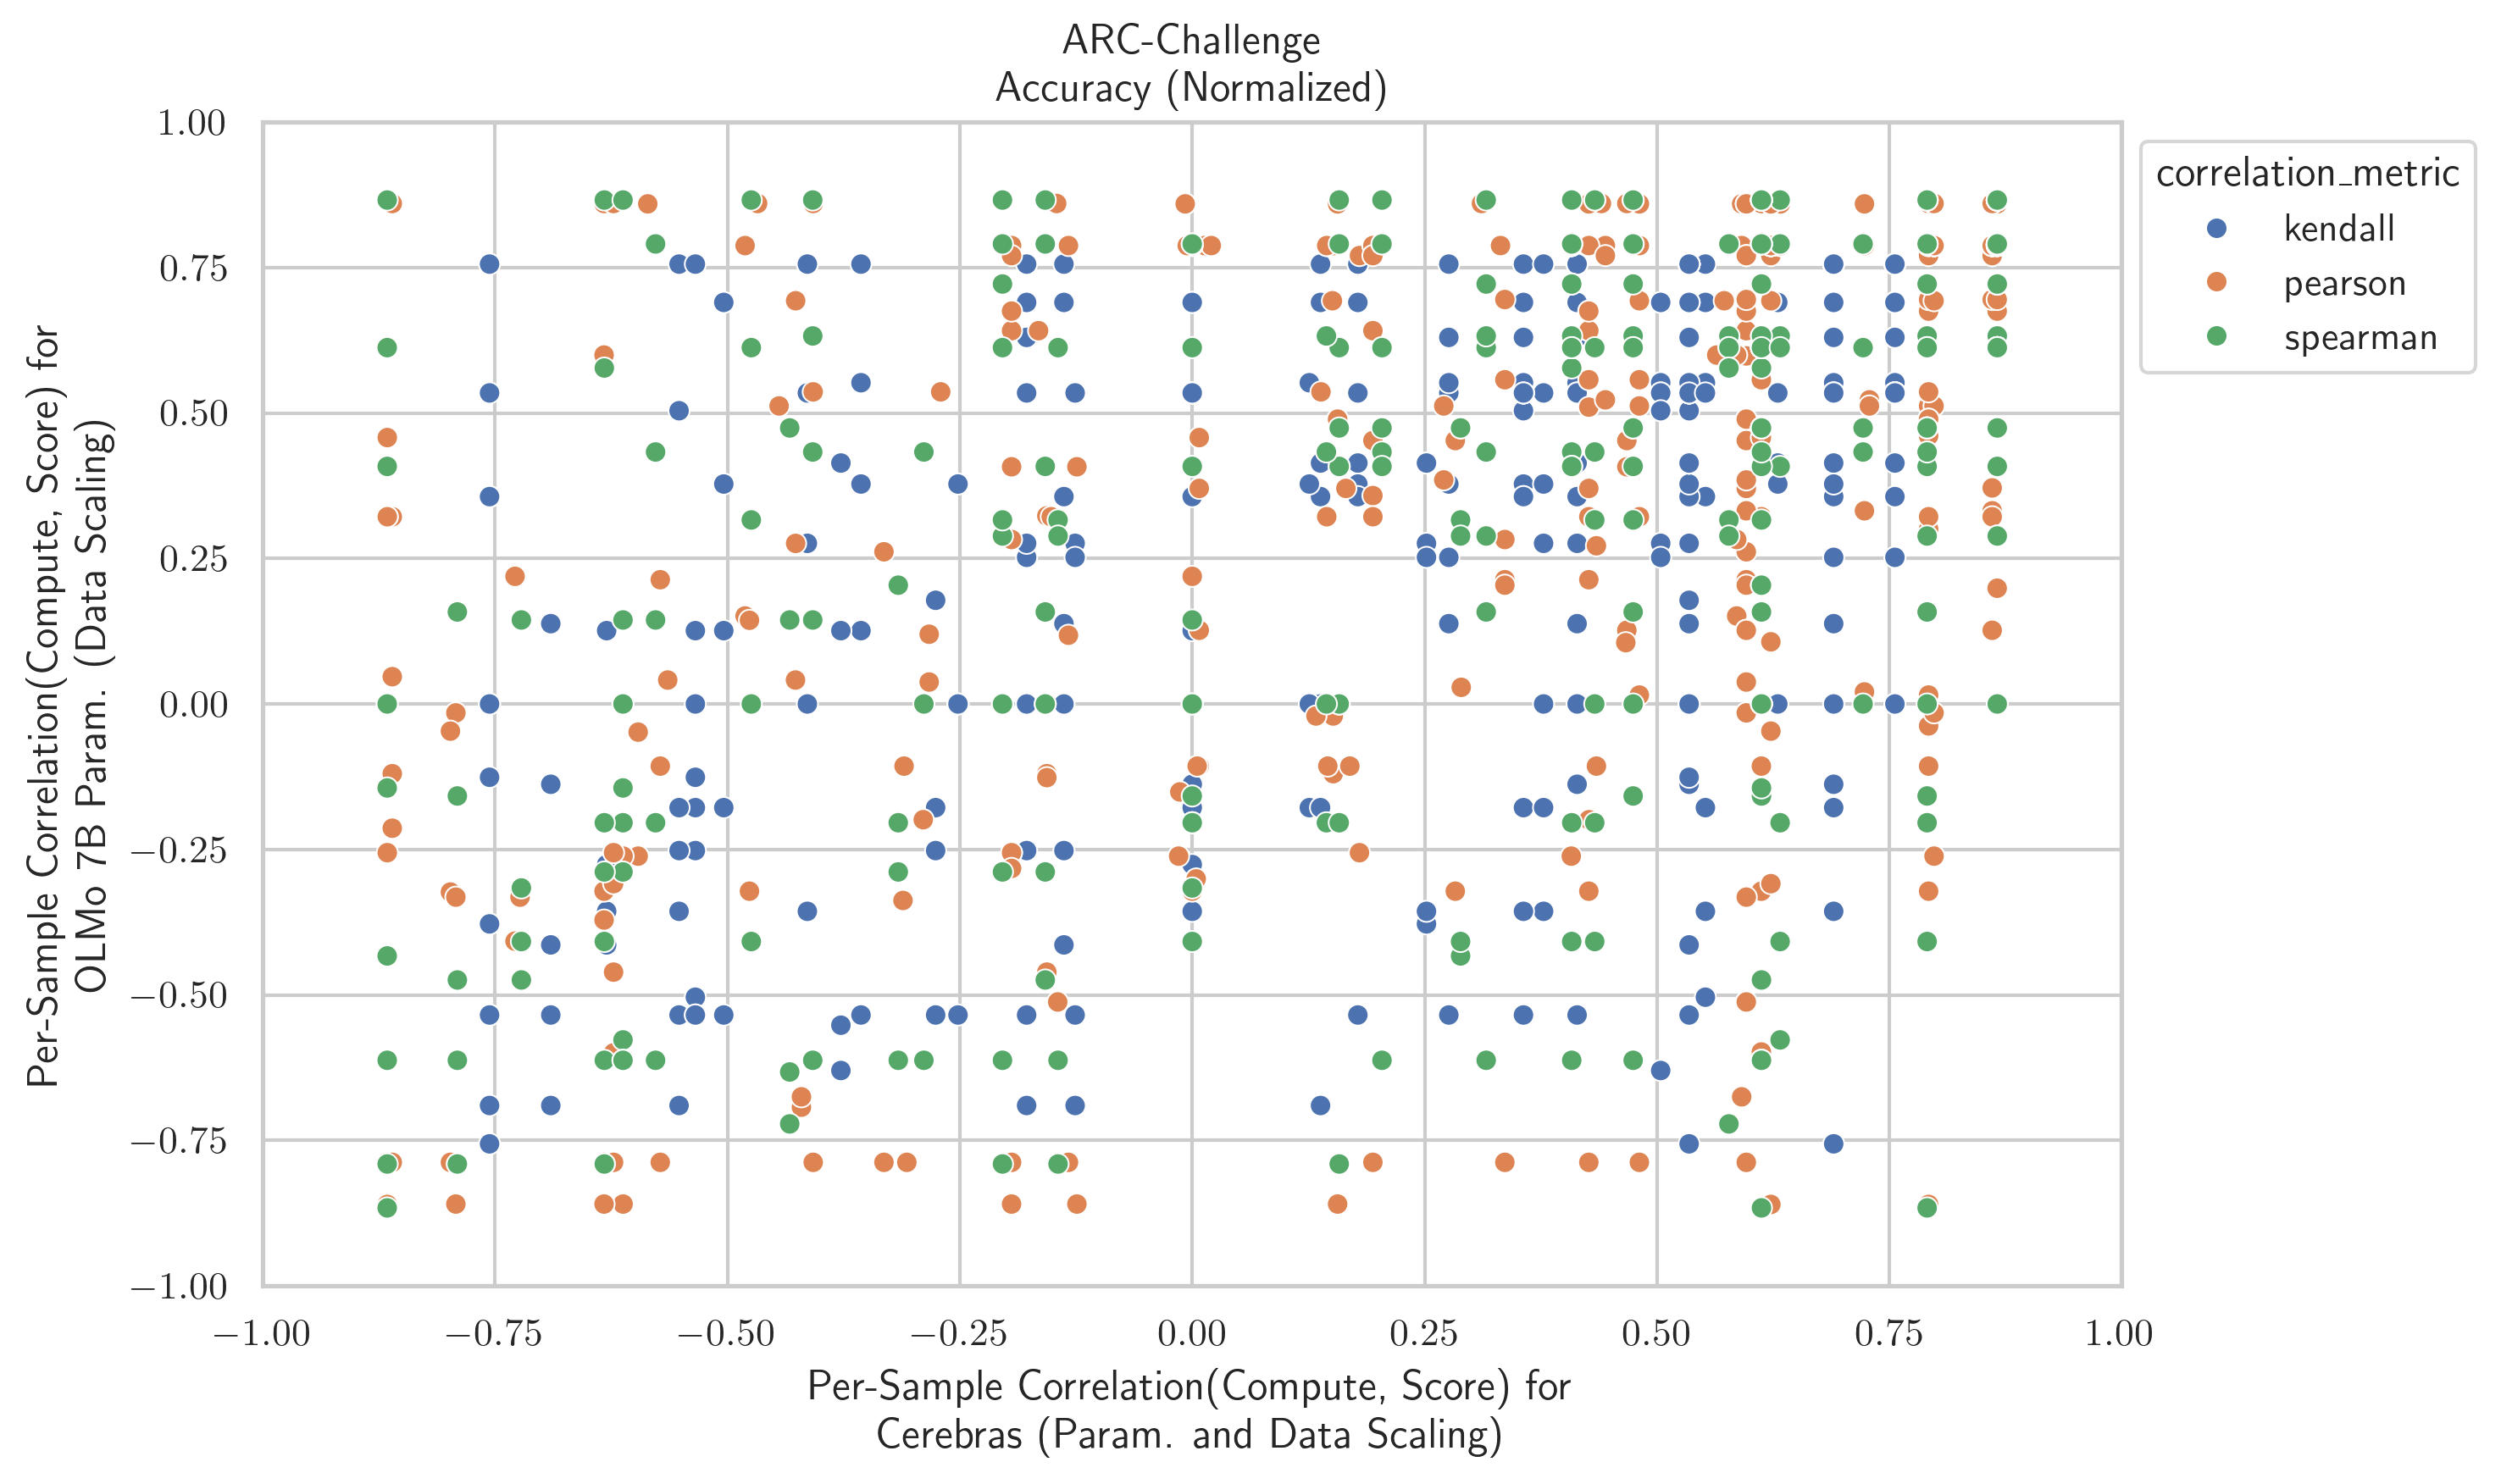 ARC-Challenge
Accuracy (Normalized)
Per-Sample Correlation(Compute, Score) for
OLMo 7B Param. (Data Scaling)
1.00
0.75
0.50
0.25
0.00
−0.25
−0.50
−0.75
−1.00
−1.00 −0.75 −0.50 −0.25 0.00 0.25 0.50 0.75 1.00
Per-Sample Correlation(Compute, Score) for
Cerebras (Param. and Data Scaling)
correlation_metric
kendall
pearson
spearman